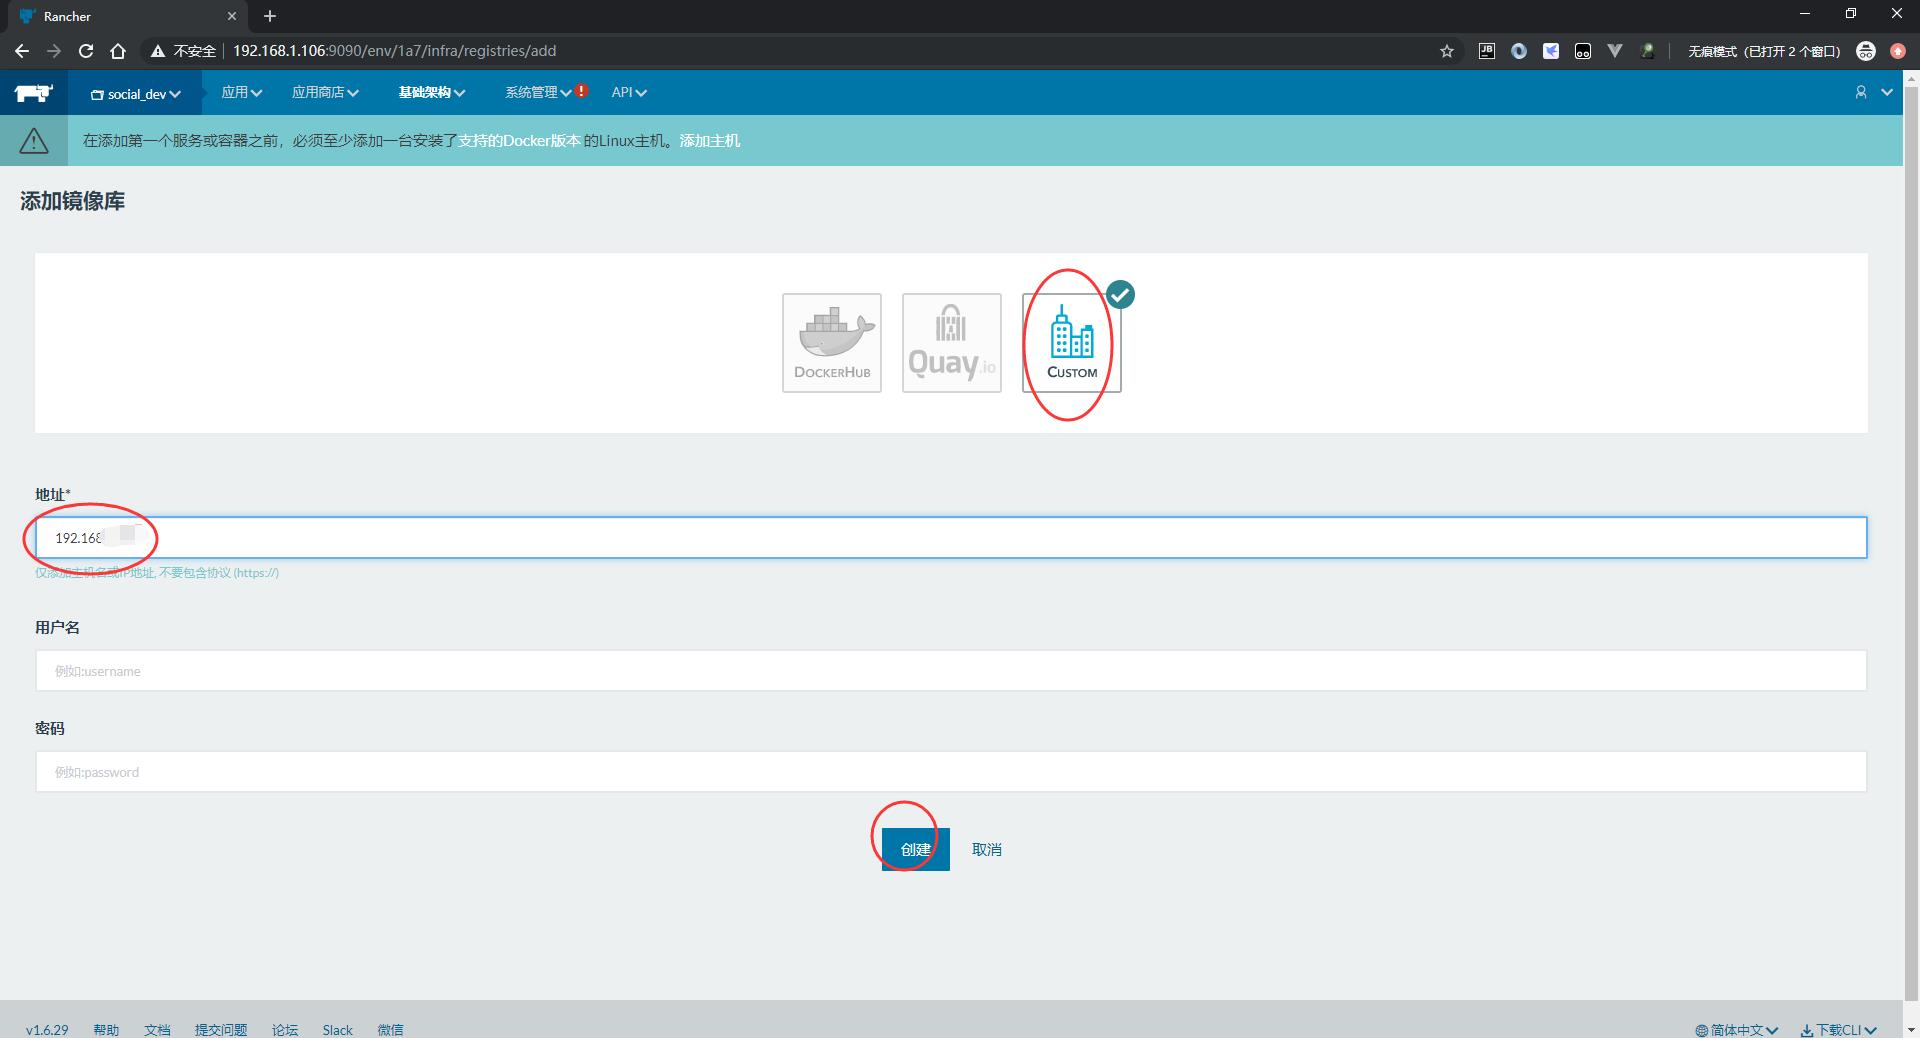 Rancher
不安全 192.168.1.106:9090/env/1a7/infra/registries/add
无痕模式（已打开 2 个窗口）
social_dev 应用 应用商店 基础架构 系统管理 ! API
在添加第一个服务或容器之前，必须至少添加一台安装了支持的Docker版本 的Linux主机。添加主机
添加镜像库
DockerHub
Quay.io
Custom
地址*
192.168
仅添加主机名或IP地址, 不要包含协议 (https://)
用户名
例如:username
密码
例如:password
创建 取消
v1.6.29 帮助 文档 提交问题 论坛 Slack 微信 简体中文 下载CLI